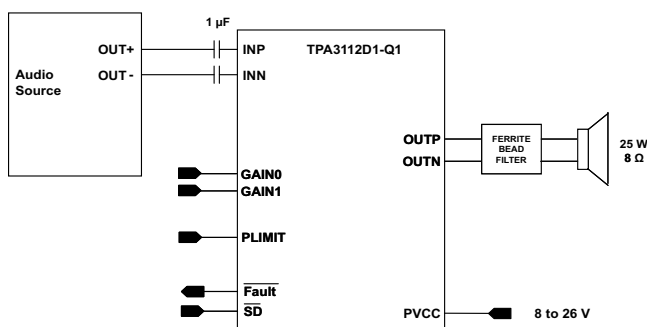 1 µF
OUT+
INP
TPA3112D1-Q1
Audio
Source
OUT -
INN
OUTP
OUTN
FERRITE
BEAD
FILTER
25 W
8 Ω
GAIN0
GAIN1
PLIMIT
Fault
SD
PVCC
8 to 26 V